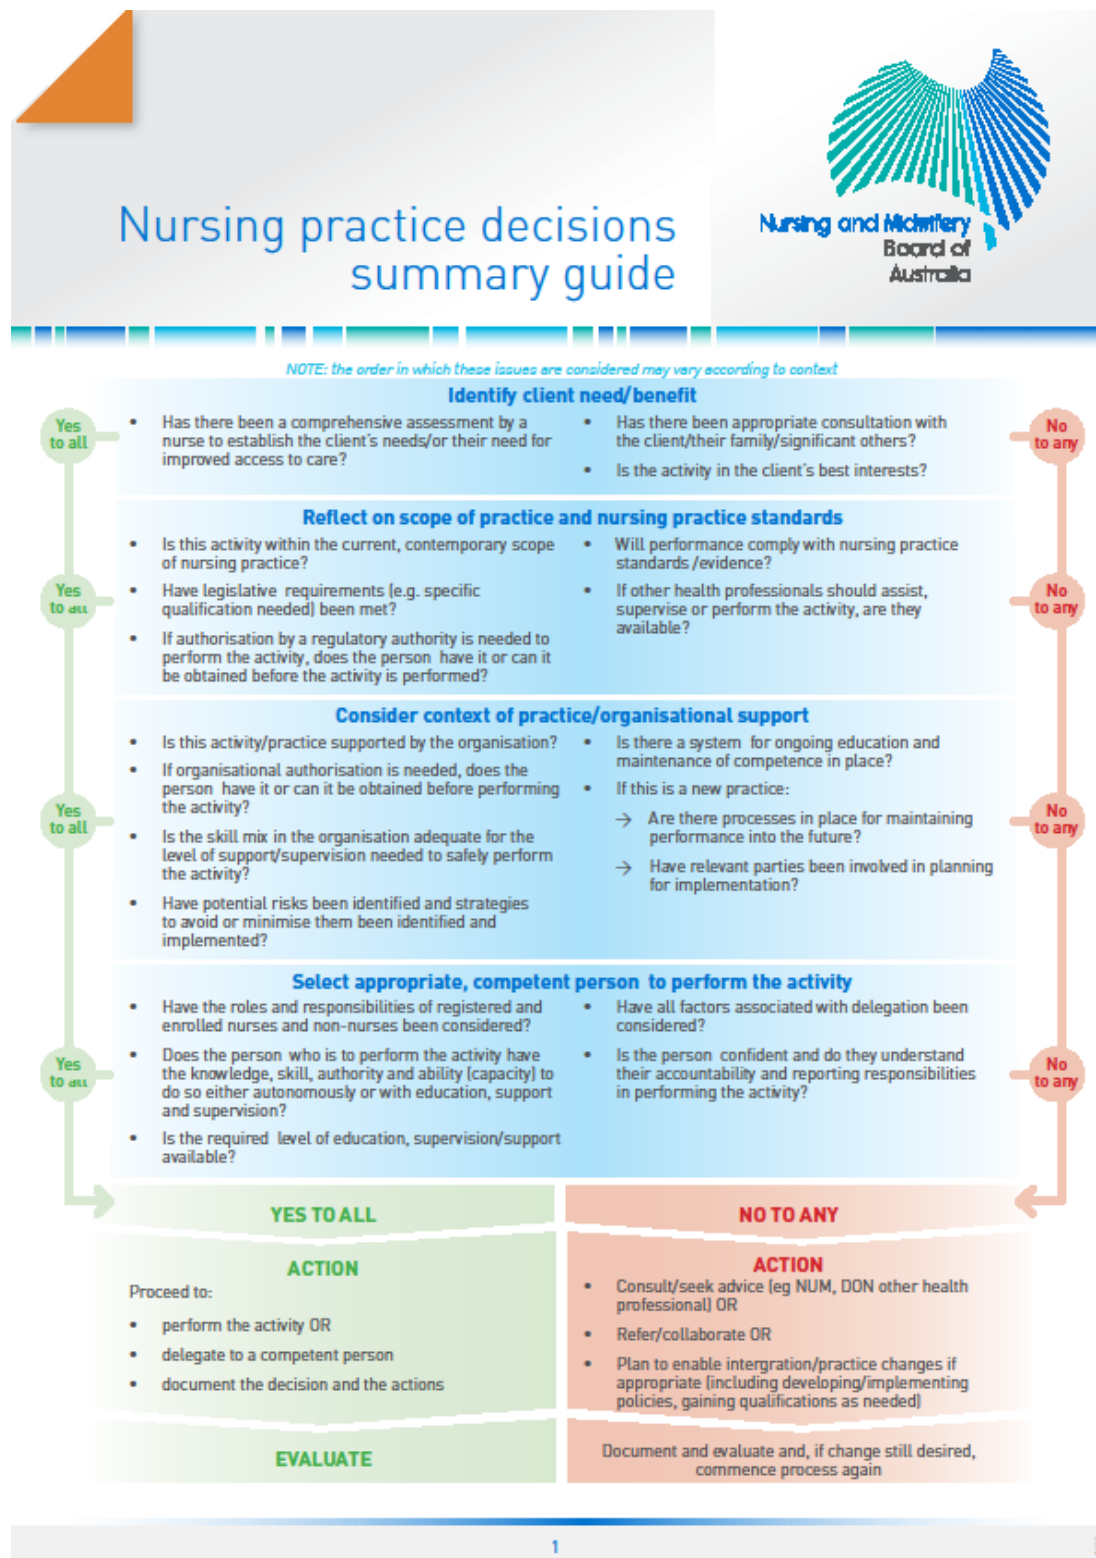 Nursing practice decisions
summary guide
Nursing and Midwifery
Board of
Australia
NOTE: the order in which these issues are considered may vary according to context
Identify client need/benefit
Yes
to all
• Has there been a comprehensive assessment by a
nurse to establish the client's needs/or their need for
improved access to care?
• Has there been appropriate consultation with
the client/their family/significant others?
• Is the activity in the client's best interests?
No
to any
Reflect on scope of practice and nursing practice standards
Yes
to all
• Is this activity within the current, contemporary scope
of nursing practice?
• Have legislative requirements (e.g. specific
qualification needed) been met?
• If authorisation by a regulatory authority is needed to
perform the activity, does the person have it or can it
be obtained before the activity is performed?
• Will performance comply with nursing practice
standards /evidence?
• If other health professionals should assist,
supervise or perform the activity, are they
available?
No
to any
Consider context of practice/organisational support
Yes
to all
• Is this activity/practice supported by the organisation?
• If organisational authorisation is needed, does the
person have it or can it be obtained before performing
the activity?
• Is the skill mix in the organisation adequate for the
level of support/supervision needed to safely perform
the activity?
• Have potential risks been identified and strategies
to avoid or minimise them been identified and
implemented?
• Is there a system for ongoing education and
maintenance of competence in place?
• If this is a new practice:
→ Are there processes in place for maintaining
performance into the future?
→ Have relevant parties been involved in planning
for implementation?
No
to any
Select appropriate, competent person to perform the activity
Yes
to all
• Have the roles and responsibilities of registered and
enrolled nurses and non-nurses been considered?
• Does the person who is to perform the activity have
the knowledge, skill, authority and ability (capacity) to
do so either autonomously or with education, support
and supervision?
• Is the required level of education, supervision/support
available?
• Have all factors associated with delegation been
considered?
• Is the person confident and do they understand
their accountability and reporting responsibilities
in performing the activity?
No
to any
YES TO ALL
ACTION
Proceed to:
• perform the activity OR
• delegate to a competent person
• document the decision and the actions
EVALUATE
NO TO ANY
ACTION
• Consult/seek advice (eg NUM, DON other health
professional) OR
• Refer/collaborate OR
• Plan to enable intergration/practice changes if
appropriate (including developing/implementing
policies, gaining qualifications as needed)
Document and evaluate and, if change still desired,
commence process again
1